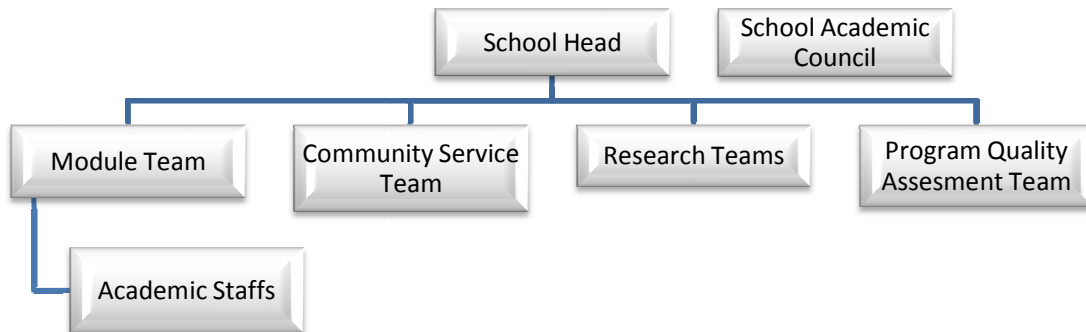 School Head
School Academic
Council
Module Team
Community Service
Team
Research Teams
Program Quality
Assesment Team
Academic Staffs